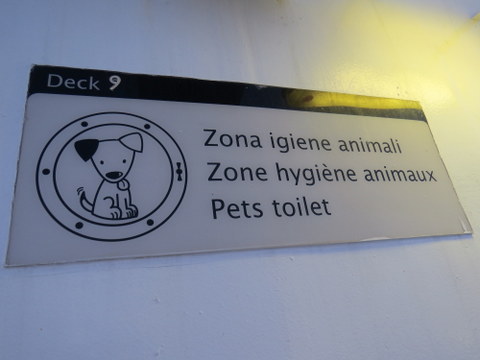 Deck 9
Zona igiene animali
Zone hygiène animaux
Pets toilet